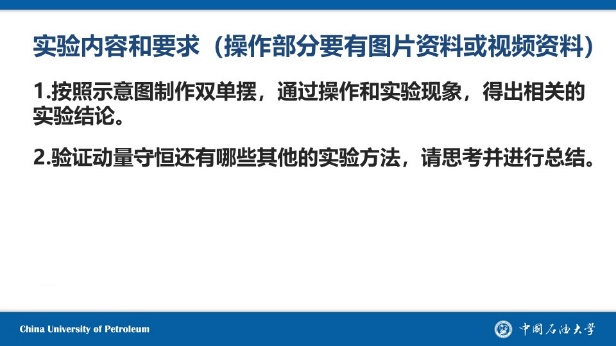 实验内容和要求（操作部分要有图片资料或视频资料）
1.按照示意图制作双单摆，通过操作和实验现象，得出相关的
实验结论。
2.验证动量守恒还有哪些其他的实验方法，请思考并进行总结。
China University of Petroleum
中国石油大学